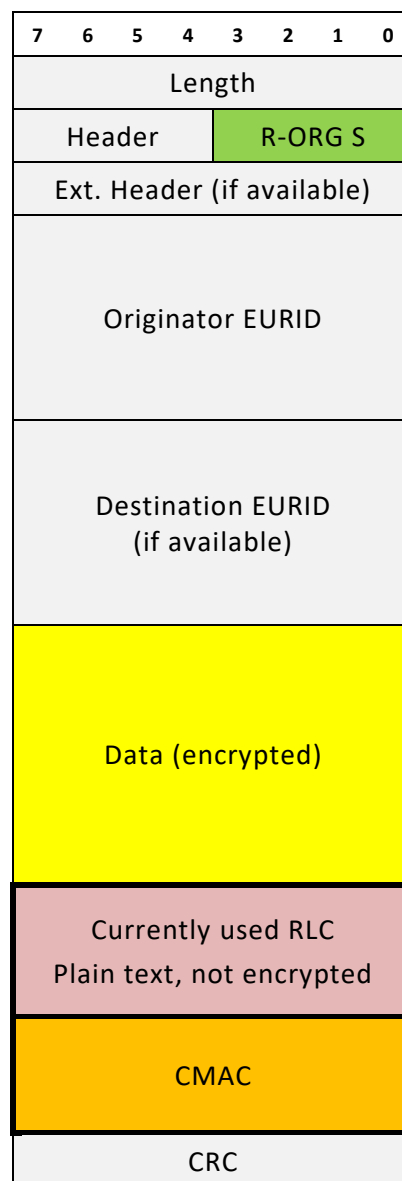 7 6 5 4 3 2 1 0
Length
Header R-ORG S
Ext. Header (if available)
Originator EURID
Destination EURID
(if available)
Data (encrypted)
Currently used RLC
Plain text, not encrypted
CMAC
CRC